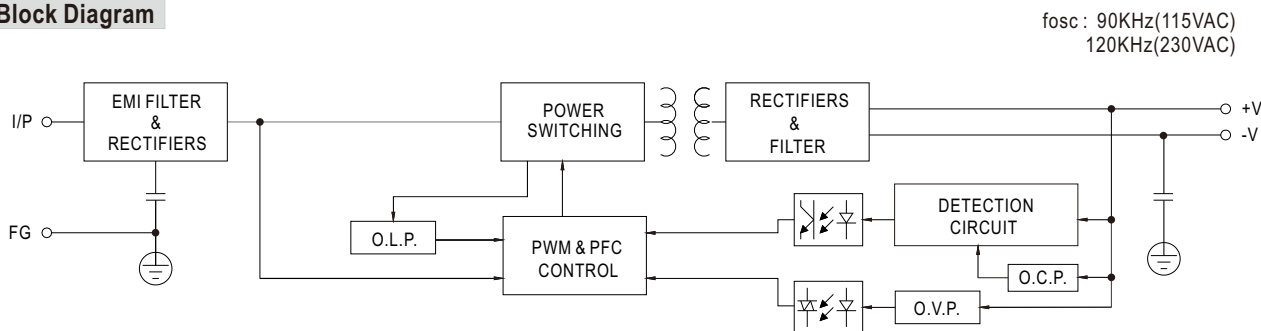 Block Diagram
fosc : 90KHz(115VAC)
120KHz(230VAC)
I/P
EMI FILTER
&
RECTIFIERS
POWER
SWITCHING
RECTIFIERS
&
FILTER
+V
-V
FG
O.L.P.
PWM & PFC
CONTROL
DETECTION
CIRCUIT
O.C.P.
O.V.P.